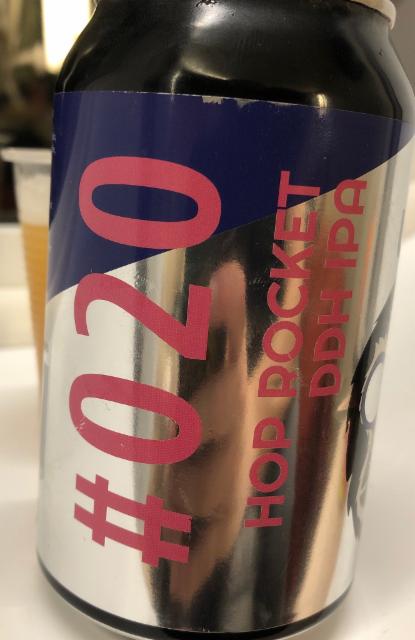 #020
HOP ROCKET
DDH IPA